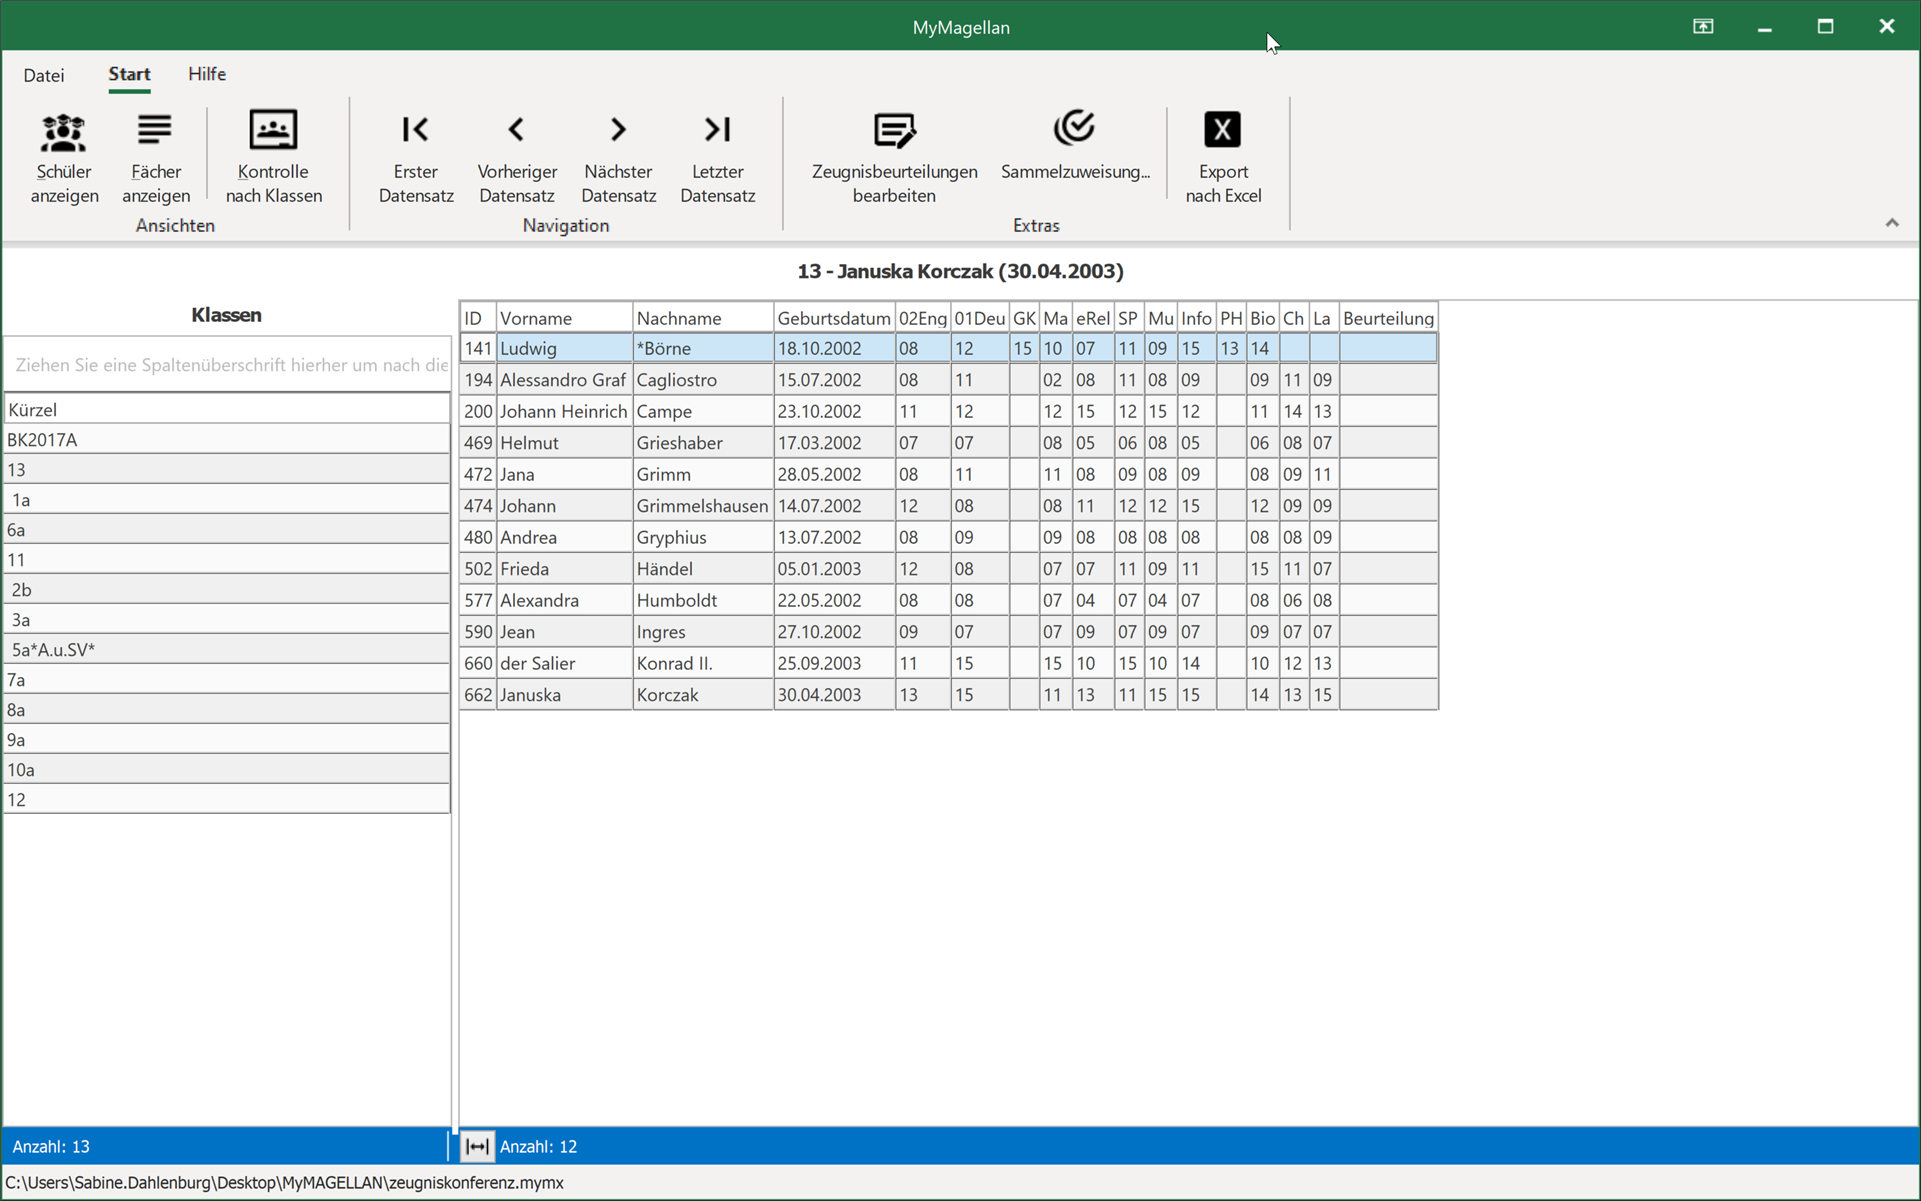 MyMagellan
Datei Start Hilfe
Schüler anzeigen
Fächer anzeigen
Kontrolle nach Klassen
Ansichten
Erster Datensatz
Vorheriger Datensatz
Nächster Datensatz
Letzter Datensatz
Navigation
Zeugnisbeurteilungen bearbeiten
Sammelzuweisung...
Export nach Excel
Extras
13 - Januska Korczak (30.04.2003)
Klassen
Ziehen Sie eine Spaltenüberschrift hierher um nach die
Kürzel
BK2017A
13
1a
6a
11
2b
3a
5a*A.u.SV*
7a
8a
9a
10a
12
ID Vorname Nachname Geburtsdatum 02Eng 01Deu GK Ma eRel SP Mu Info PH Bio Ch La Beurteilung
141 Ludwig *Börne 18.10.2002 08 12 15 10 07 11 09 15 13 14
194 Alessandro Graf Cagliostro 15.07.2002 08 11 02 08 11 08 09 09 11 09
200 Johann Heinrich Campe 23.10.2002 11 12 12 15 12 15 12 11 14 13
469 Helmut Grieshaber 17.03.2002 07 07 08 05 06 08 05 06 08 07
472 Jana Grimm 28.05.2002 08 11 11 08 09 08 09 08 09 11
474 Johann Grimmelshausen 14.07.2002 12 08 08 11 12 12 15 12 09 09
480 Andrea Gryphius 13.07.2002 08 09 09 08 08 08 08 08 08 09
502 Frieda Händel 05.01.2003 12 08 07 07 11 09 11 15 11 07
577 Alexandra Humboldt 22.05.2002 08 08 07 04 07 04 07 08 06 08
590 Jean Ingres 27.10.2002 09 07 07 09 07 09 07 09 07 07
660 der Salier Konrad II. 25.09.2003 11 15 15 10 15 10 14 10 12 13
662 Januska Korczak 30.04.2003 13 15 11 13 11 15 15 14 13 15
Anzahl: 13
Anzahl: 12
C:\Users\Sabine.Dahlenburg\Desktop\MyMAGELLAN\zeugniskonferenz.mymx